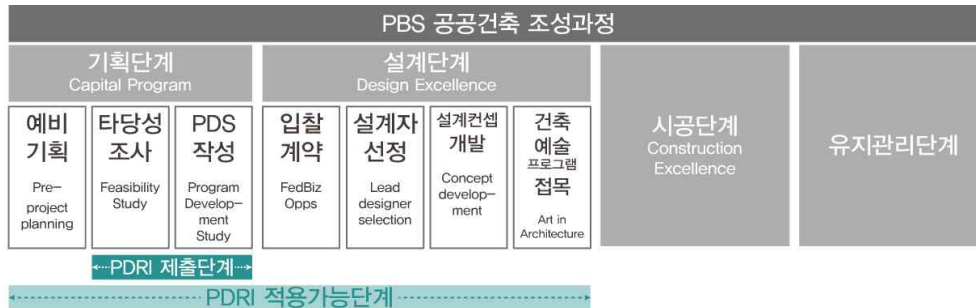 PBS 공공건축 조성과정
기획단계
Capital Program
설계단계
Design Excellence
시공단계
Construction
Excellence
유지관리단계
예비
기획
Pre-
project
planning
타당성
조사
Feasibility
Study
PDS
작성
Program
Develop-
ment
Study
입찰
계약
FedBiz
Opps
설계자
선정
Lead
designer
selection
설계컨셉
개발
Concept
develop-
ment
건축
예술
프로그램
접목
Art in
Architecture
PDRI 제출단계
PDRI 적용가능단계